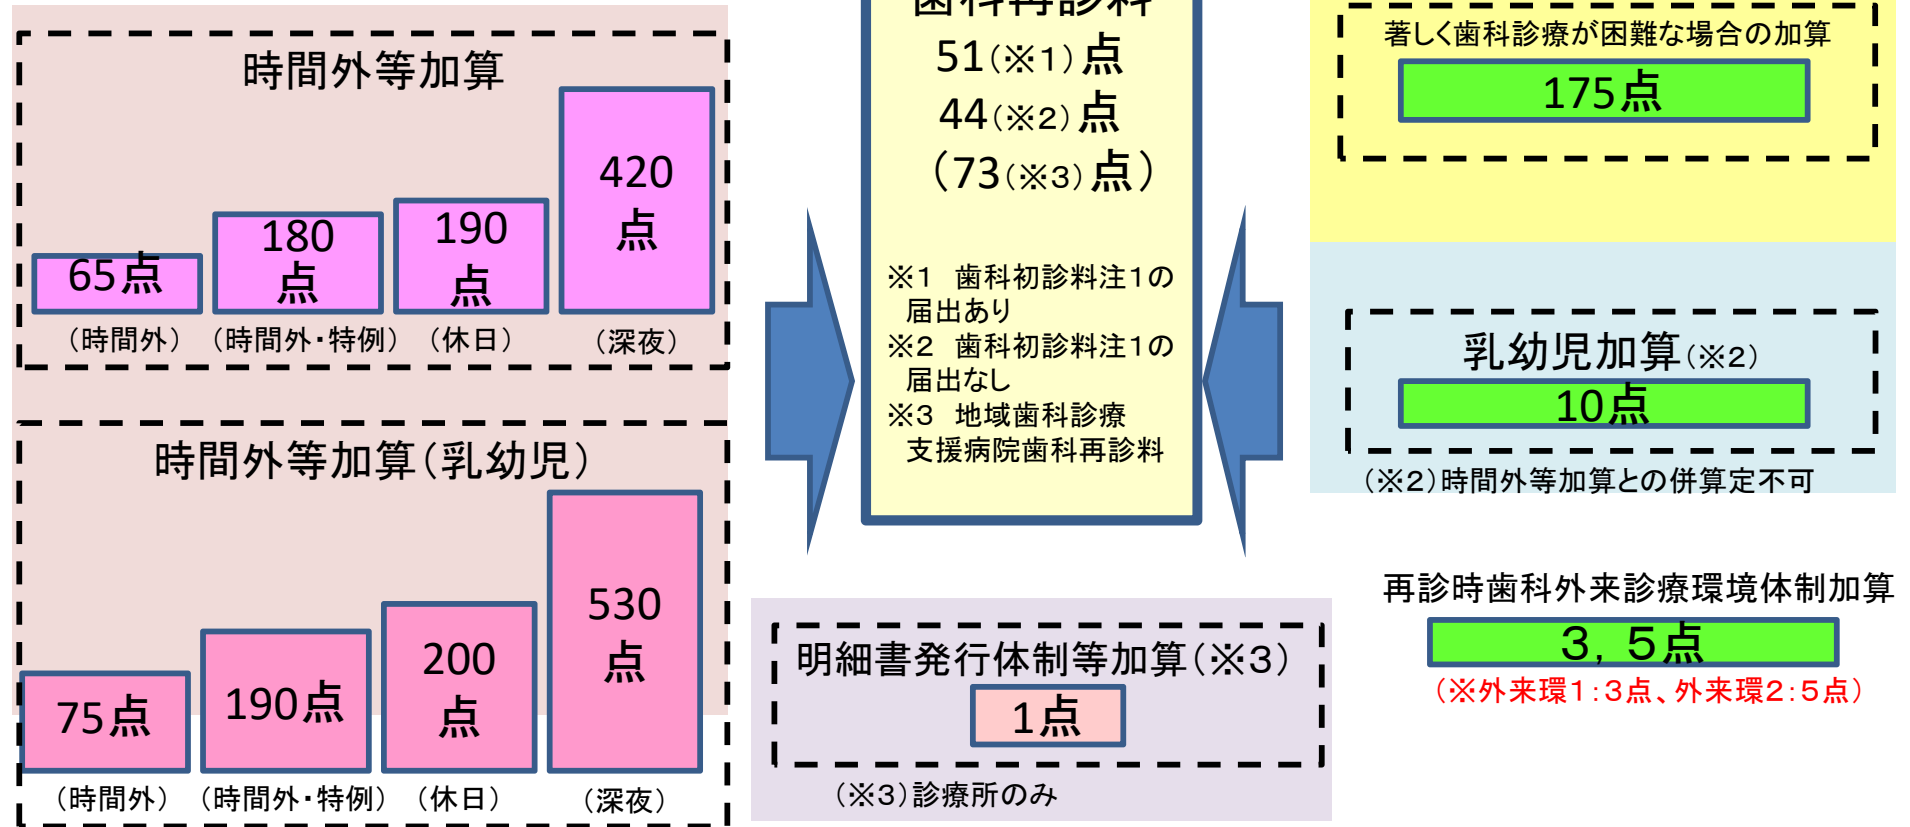 時間外等加算
65点
180
点
190
点
420
点
（時間外）
（時間外・特例）
（休日）
（深夜）
時間外等加算（乳幼児）
75点
190点
200
点
530
点
（時間外）
（時間外・特例）
（休日）
（深夜）
歯科再診料
51（※1）点
44（※2）点
（73（※3）点）
※1　歯科初診料注1の
届出あり
※2　歯科初診料注1の
届出なし
※3　地域歯科診療
支援病院歯科再診料
明細書発行体制等加算（※3）
1点
（※3）診療所のみ
著しく歯科診療が困難な場合の加算
175点
乳幼児加算（※2）
10点
（※2）時間外等加算との併算定不可
再診時歯科外来診療環境体制加算
3，5点
（※外来環1：3点、外来環2：5点）